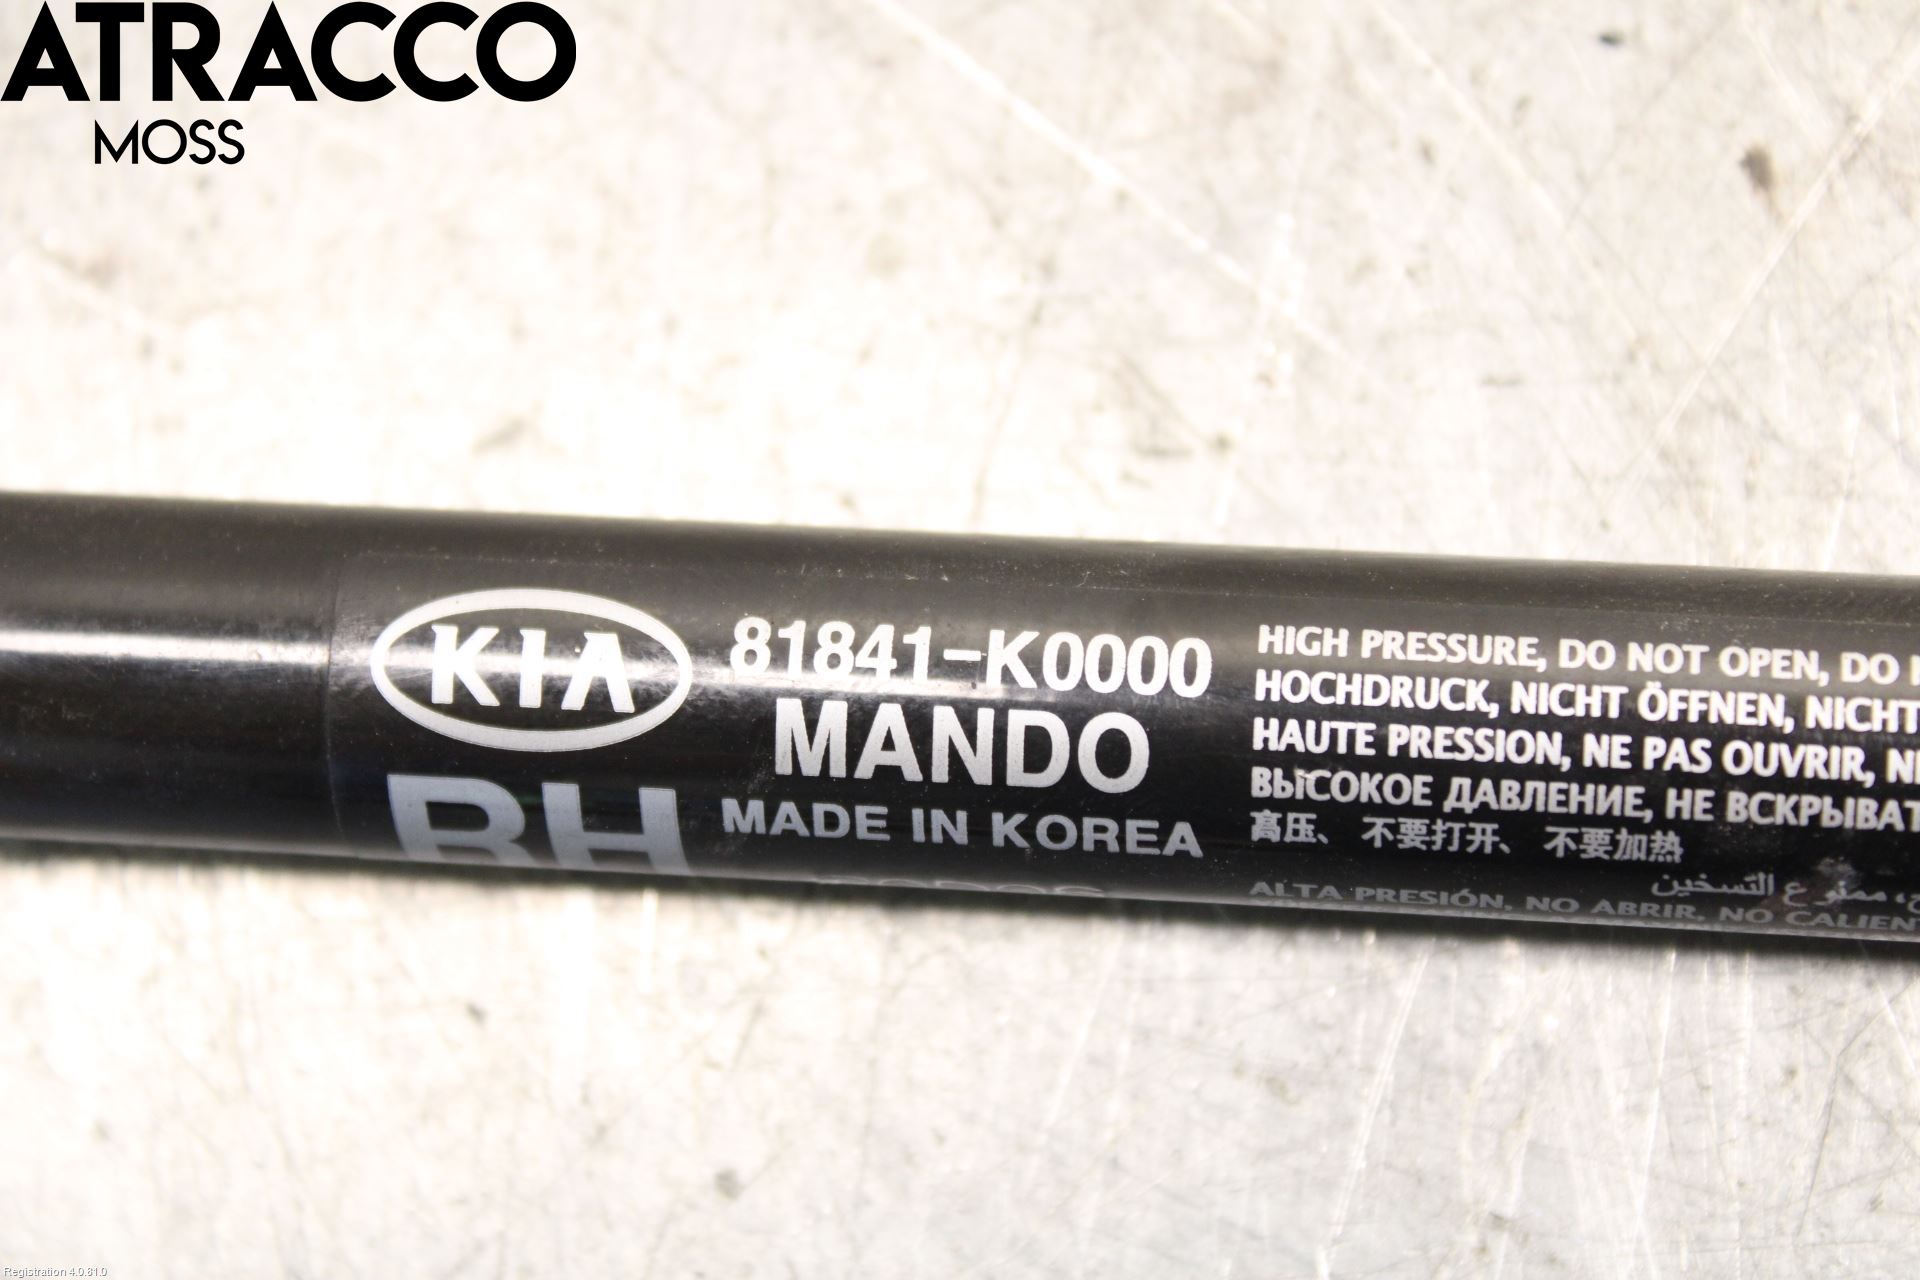 ATRACCO
MOSS
KIA
81841-K0000
MANDO
RH
MADE IN KOREA
HIGH PRESSURE, DO NOT OPEN, DO
HOCHDRUCK, NICHT ÖFFNEN, NICHT
HAUTE PRESSION, NE PAS OUVRIR,
ВЫСОКОЕ ДАВЛЕНИЕ, НЕ ВСКРЫВАТ
高压、不要打开、不要加热
ممنوع التسخين
ALTA PRESIÓN, NO ABRIR, NO CALIENT
Registration 4.0.81.0